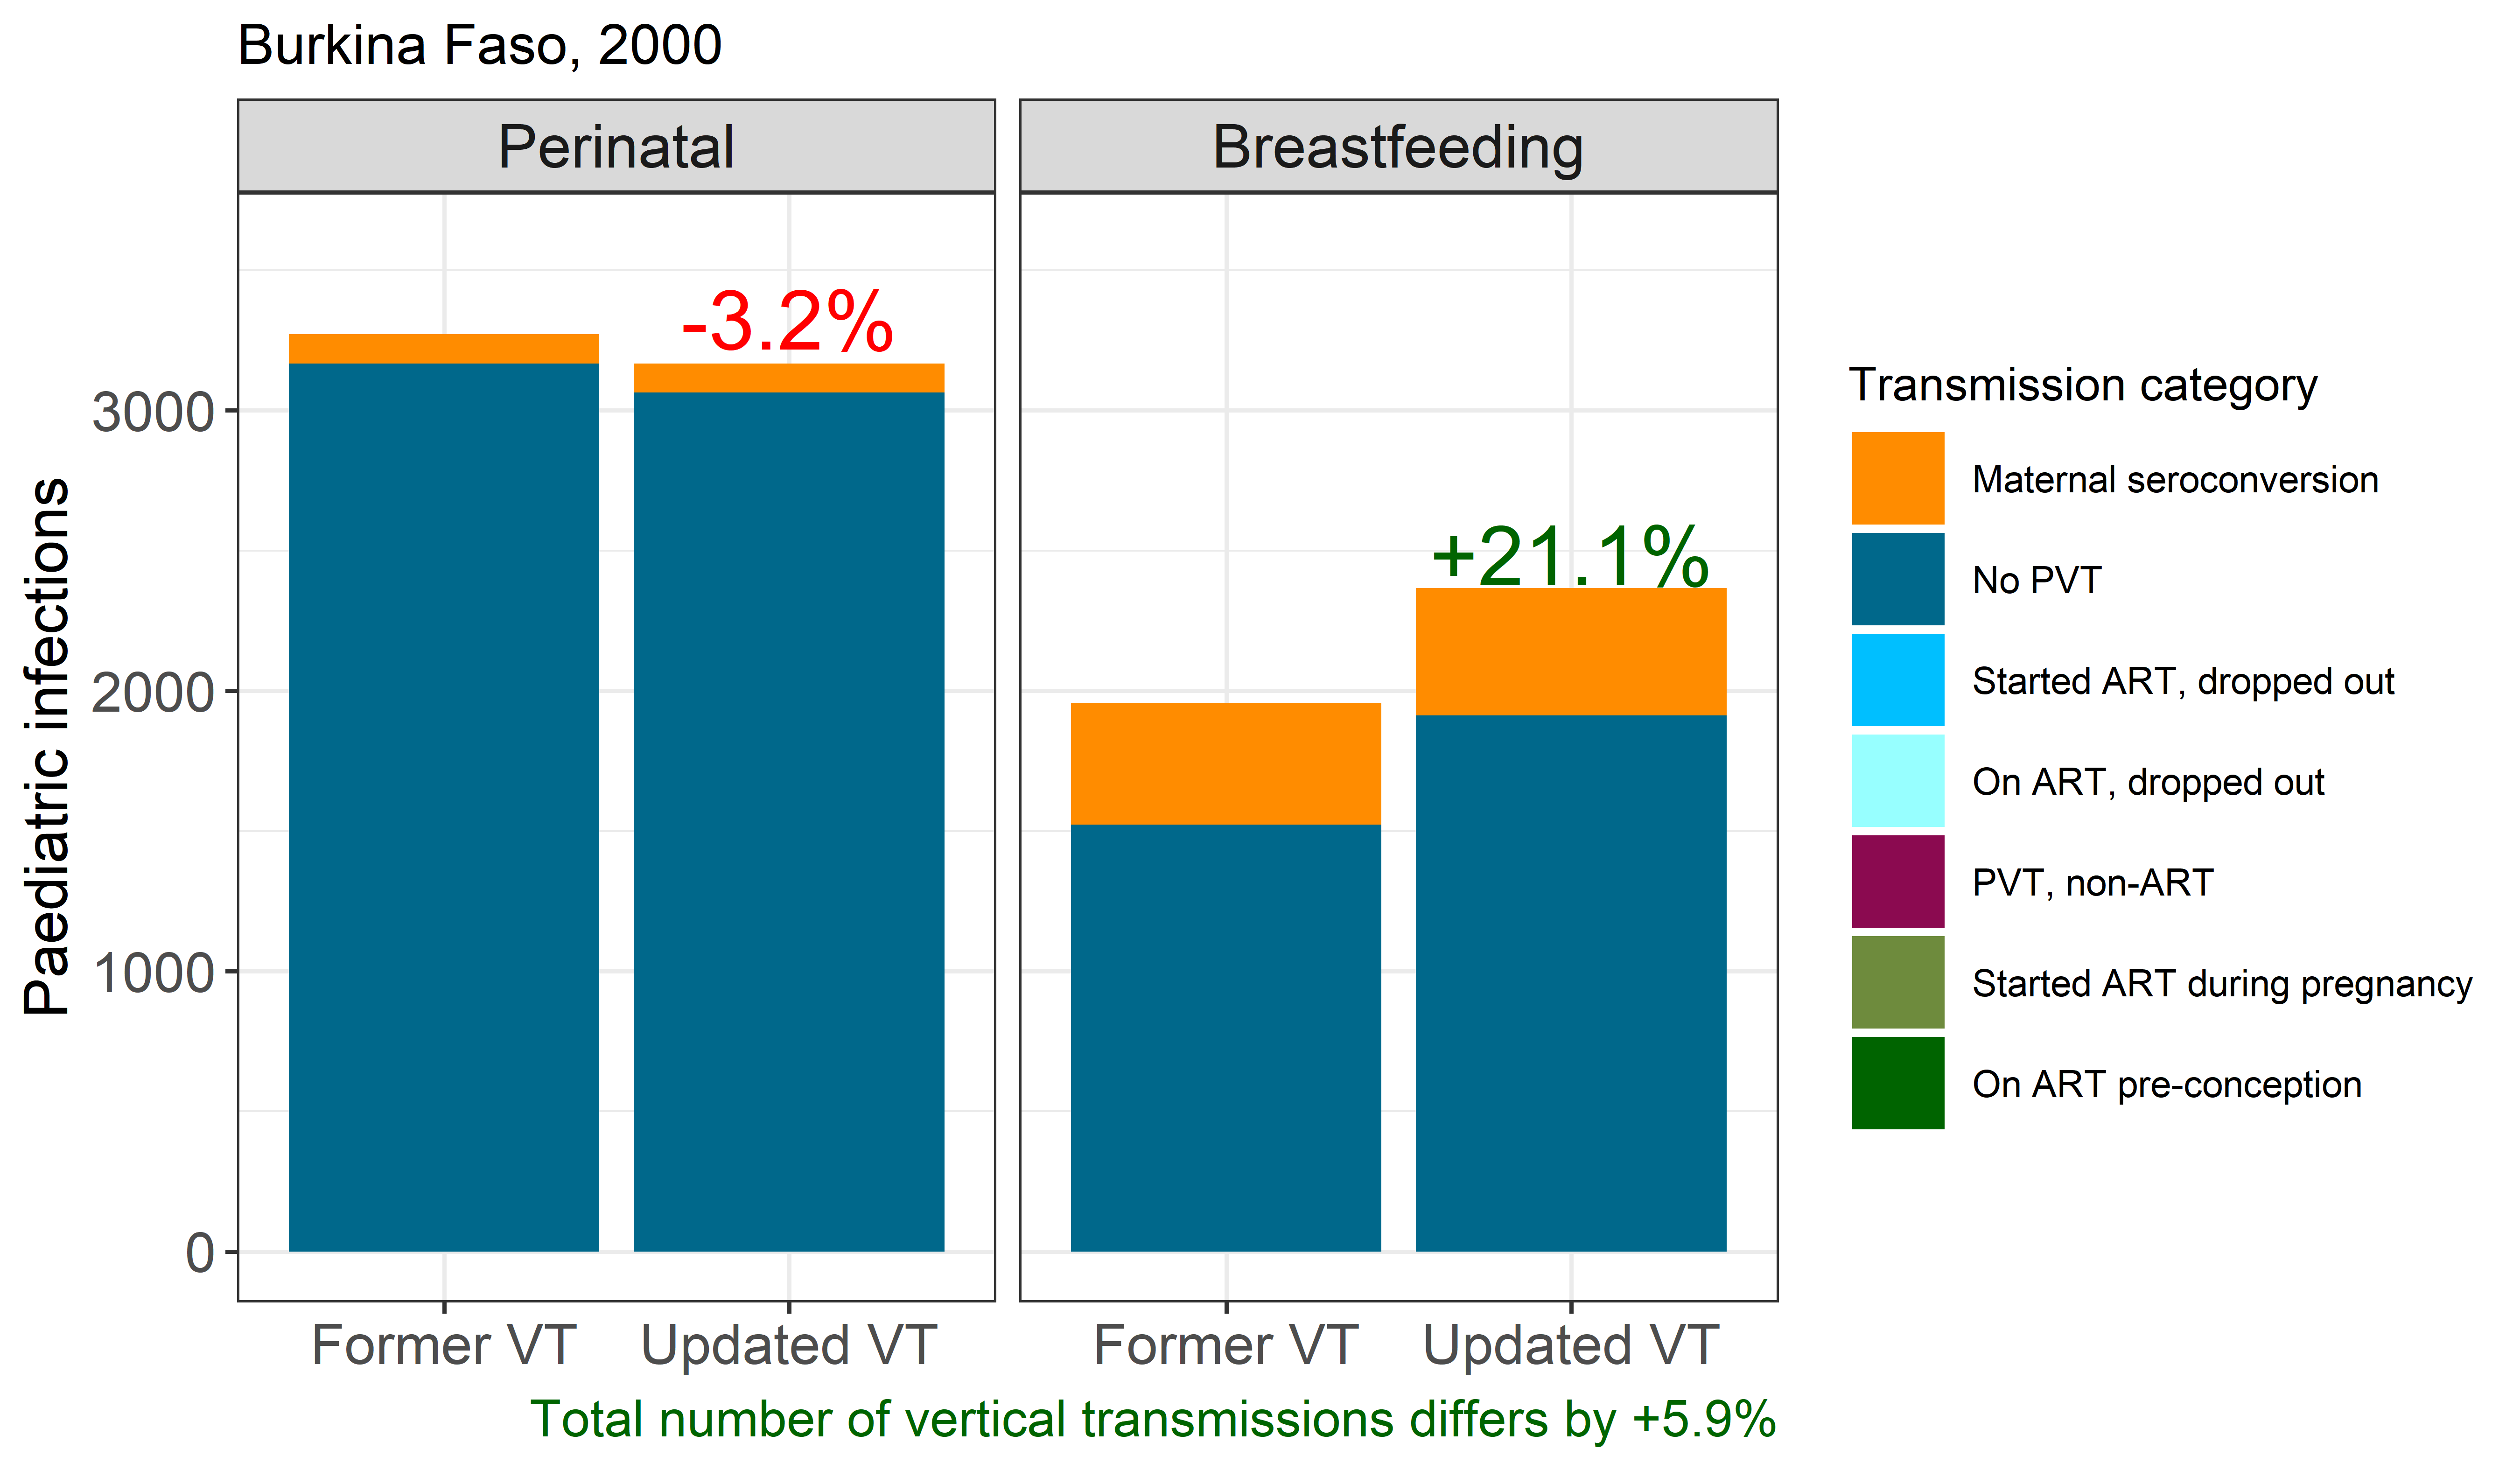 Burkina Faso, 2000
Perinatal
Breastfeeding
Paediatric infections
3000
2000
1000
0
-3.2%
+21.1%
Former VT
Updated VT
Former VT
Updated VT
Total number of vertical transmissions differs by +5.9%
Transmission category
Maternal seroconversion
No PVT
Started ART, dropped out
On ART, dropped out
PVT, non-ART
Started ART during pregnancy
On ART pre-conception